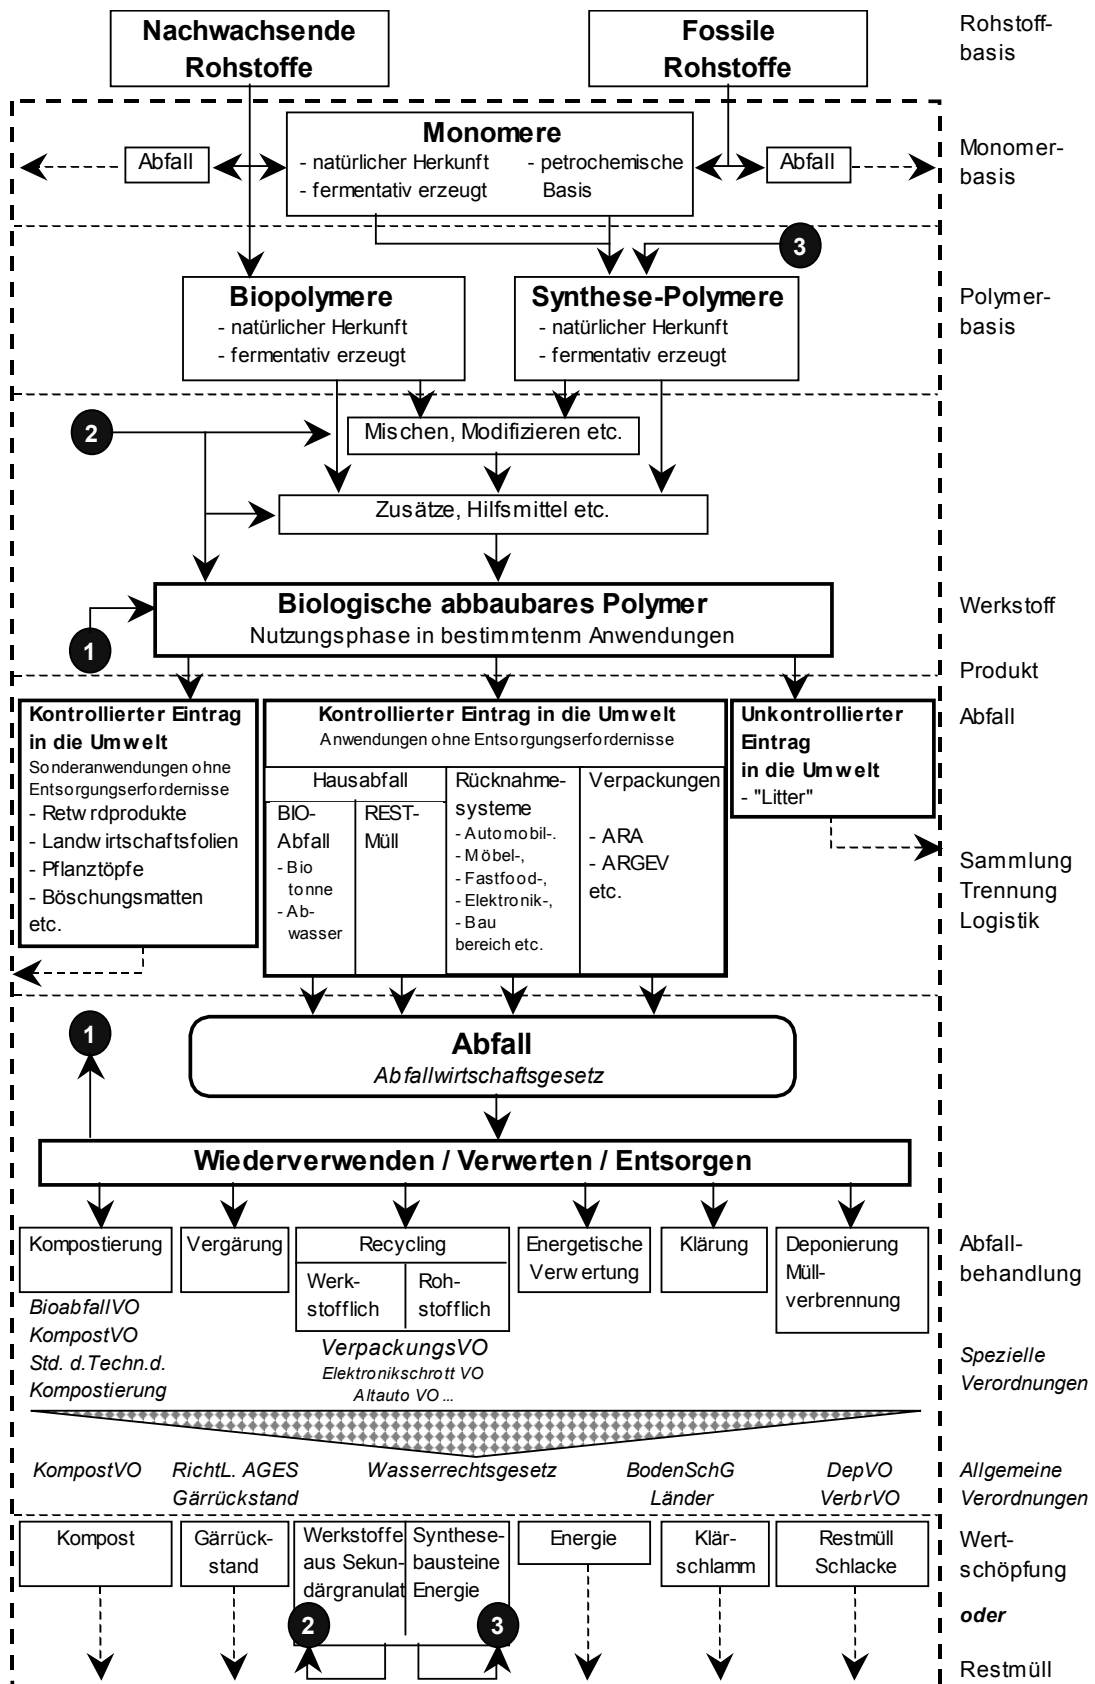 Nachwachsende
Rohstoffe
Fossile
Rohstoffe
Rohstoff-
basis
Monomere
- natürlicher Herkunft
- fermentativ erzeugt
- petrochemische
Basis
Abfall
Abfall
Monomer-
basis
3
Biopolymere
- natürlicher Herkunft
- fermentativ erzeugt
Synthese-Polymere
- natürlicher Herkunft
- fermentativ erzeugt
Polymer-
basis
2
Mischen, Modifizieren etc.
Zusätze, Hilfsmittel etc.
Biologische abbaubares Polymer
Nutzungsphase in bestimmtenm Anwendungen
Werkstoff
1
Produkt
Kontrollierter Eintrag
in die Umwelt
Sonderanwendungen ohne
Entsorgungserfordernisse
- Retwrdprodukte
- Landwirtschaftsfolien
- Pflanztöpfe
- Böschungsmatten
etc.
Kontrollierter Eintrag in die Umwelt
Anwendungen ohne Entsorgungserfordernisse
Hausabfall
BIO-
Abfall
- Bio
tonne
- Ab-
wasser
REST-
Müll
Rücknahme-
systeme
- Automobil-.
- Möbel-,
- Fastfood-,
- Elektronik-,
- Bau
bereich etc.
Verpackungen
- ARA
- ARGEV
etc.
Unkontrollierter
Eintrag
in die Umwelt
- "Litter"
Abfall
Sammlung
Trennung
Logistik
1
Abfall
Abfallwirtschaftsgesetz
Wiederverwenden / Verwerten / Entsorgen
Kompostierung
Vergärung
Recycling
Werk-
stofflich
Roh-
stofflich
Energetische
Verwertung
Klärung
Deponierung
Müll-
verbrennung
Abfall-
behandlung
BioabfallVO
KompostVO
Std. d.Techn.d.
Kompostierung
VerpackungsVO
Elektronikschrott VO
Altauto VO ...
Spezielle
Verordnungen
KompostVO
RichtL. AGES
Gärrückstand
Wasserrechtsgesetz
BodenSchG
Länder
DepVO
VerbrVO
Allgemeine
Verordnungen
Kompost
Gärrück-
stand
Werkstoffe
aus Sekun-
därgranulat
Synthese-
bausteine
Energie
Energie
Klär-
schlamm
Restmüll
Schlacke
Wert-
schöpfung
2
3
oder
Restmüll